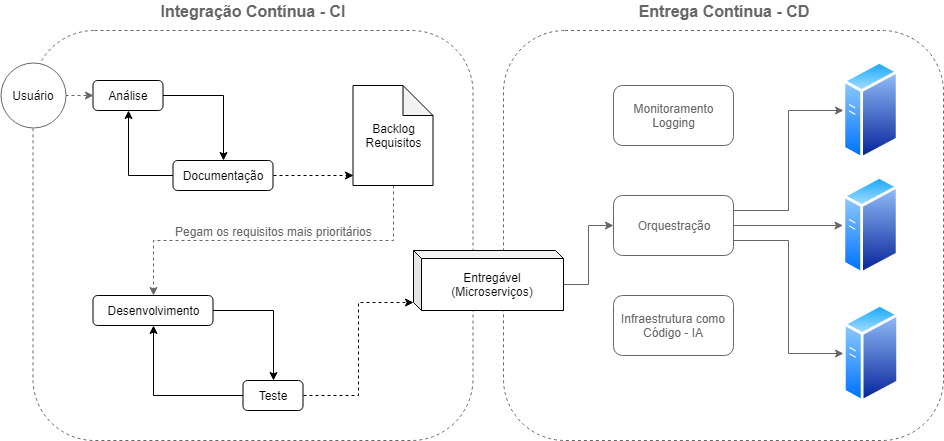 Integração Contínua - CI
Entrega Contínua - CD
Usuário
Análise
Documentação
Backlog
Requisitos
Pegam os requisitos mais prioritários
Desenvolvimento
Teste
Entregável
(Microserviços)
Monitoramento
Logging
Orquestração
Infraestrutura como
Código - IA